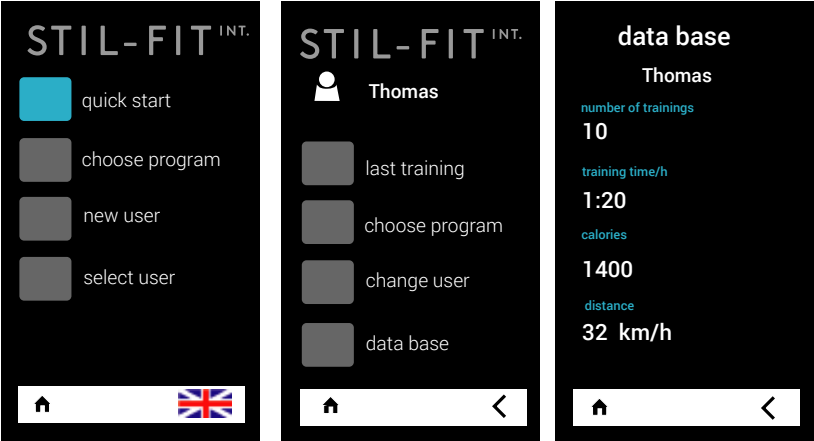 STIL-FIT INT.
quick start
choose program
new user
select user
STIL-FIT INT.
Thomas
last training
choose program
change user
data base
data base
Thomas
number of trainings
10
training time/h
1:20
calories
1400
distance
32 km/h